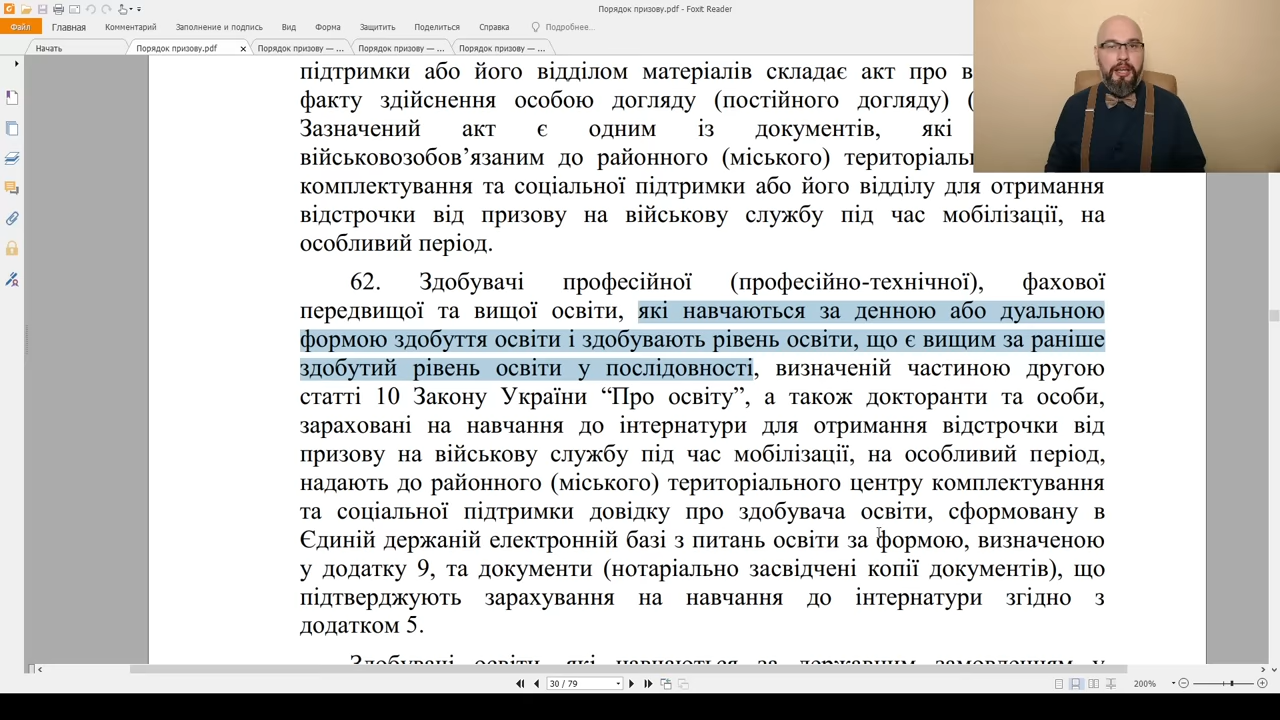 Порядок призову.pdf - Foxit Reader
Файл Главная Комментарий Заполнение и подпись Вид Форма Защитить Поделиться Справка Подробнее...
Начать Порядок призову.pdf Порядок призову — ... Порядок призову — ... Порядок призову — ...
підтримки або його відділом матеріалів складає акт про в
факту здійснення особою догляду (постійного догляду) (
Зазначений акт є одним із документів, які
військовозобов’язаним до районного (міського) територіаль
комплектування та соціальної підтримки або його відділу для отримання
відстрочки від призову на військову службу під час мобілізації, на
особливий період.
62. Здобувачі професійної (професійно-технічної), фахової
передвищої та вищої освіти, які навчаються за денною або дуальною
формою здобуття освіти і здобувають рівень освіти, що є вищим за раніше
здобутий рівень освіти у послідовності, визначеній частиною другою
статті 10 Закону України “Про освіту”, а також докторанти та особи,
зараховані на навчання до інтернатури для отримання відстрочки від
призову на військову службу під час мобілізації, на особливий період,
надають до районного (міського) територіального центру комплектування
та соціальної підтримки довідку про здобувача освіти, сформовану в
Єдиній держаній електронній базі з питань освіти за формою, визначеною
у додатку 9, та документи (нотаріально засвідчені копії документів), що
підтверджують зарахування на навчання до інтернатури згідно з
додатком 5.
Здобувачі освіти, які навчаються за державним замовленням у
30 / 79 200%